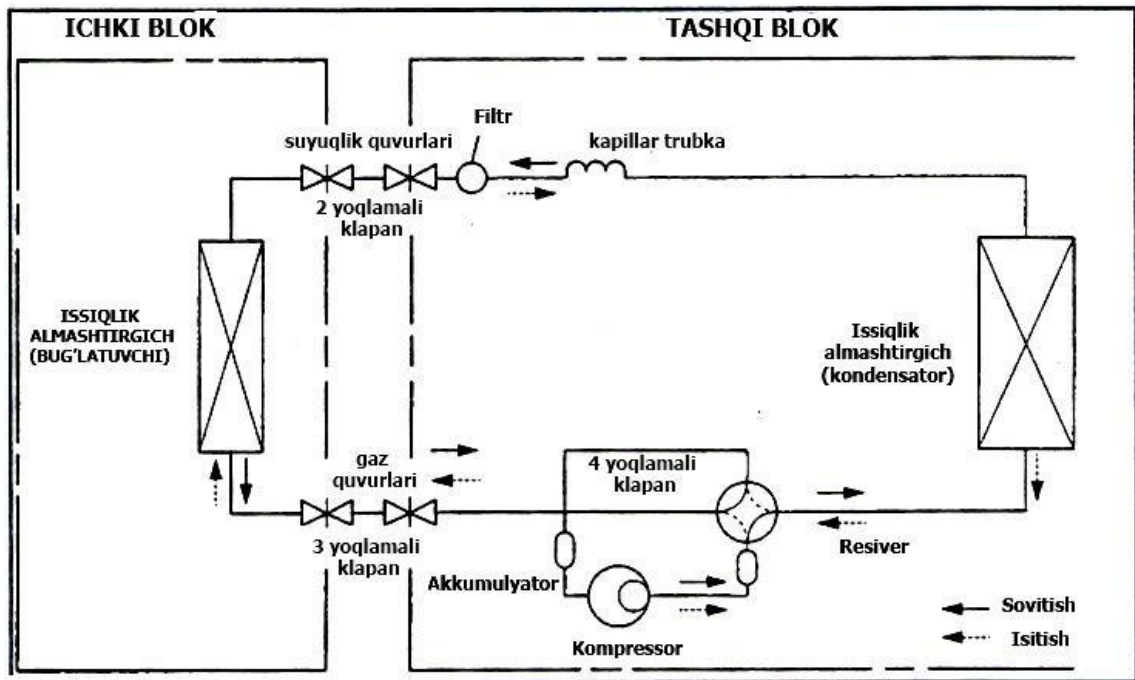 ICHKI BLOK
TASHQI BLOK
Filtr
suyuqlik quvurlari
kapillar trubka
2 yoqlamali
klapan
ISSIQLIK
ALMASHTIRGICH
(BUG'LATUVCHI)
Issiqlik
almashtirgich
(kondensator)
gaz
quvurlari
4 yoqlamali
klapan
3 yoqlamali
klapan
Resiver
Akkumulyator
Kompressor
Sovitish
Isitish